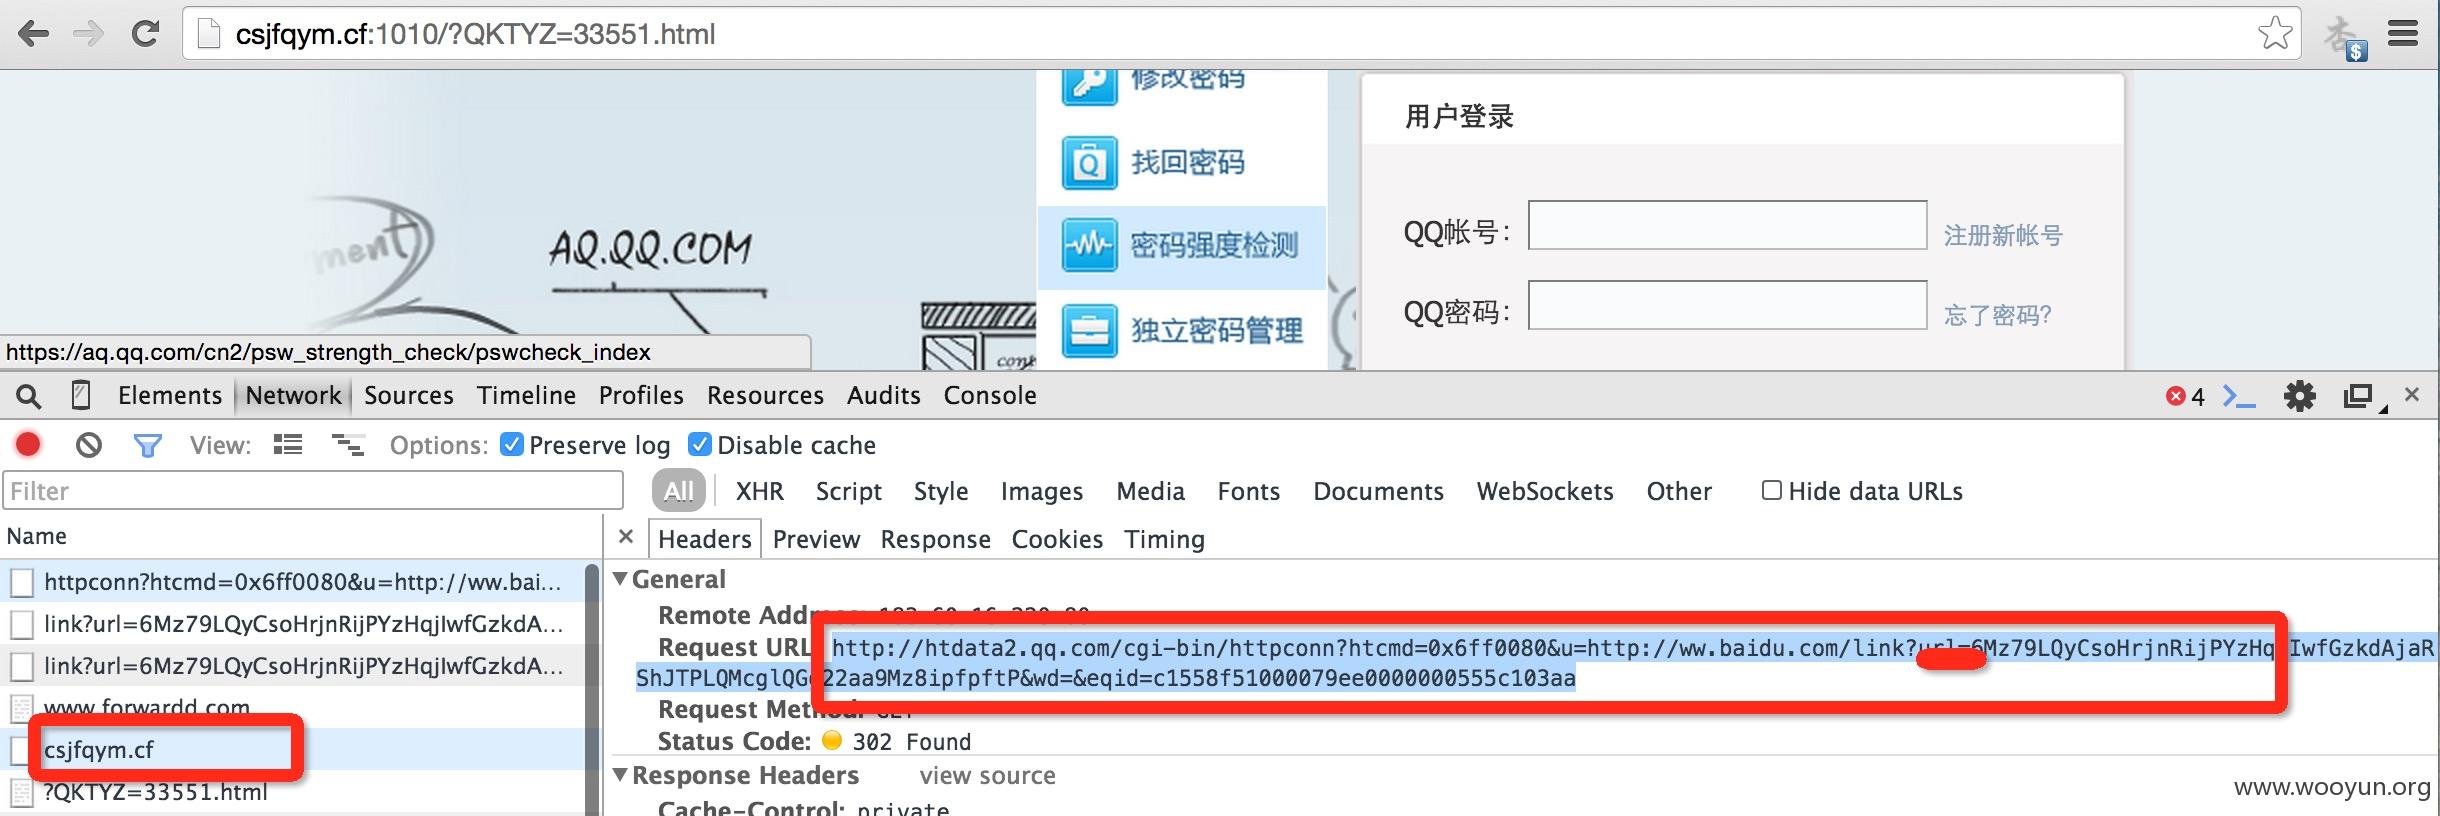 csjfqym.cf:1010/?QKTYZ=33551.html
修改密码
用户登录
找回密码
QQ帐号：
注册新帐号
AQ.QQ.COM
密码强度检测
ment
QQ密码：
忘了密码?
独立密码管理
https://aq.qq.com/cn2/psw_strength_check/pswcheck_index
Elements Network Sources Timeline Profiles Resources Audits Console 4
View: Options: Preserve log Disable cache
Filter All XHR Script Style Images Media Fonts Documents WebSockets Other Hide data URLs
Name
Headers Preview Response Cookies Timing
General
httpconn?htcmd=0x6ff0080&u=http://ww.bai...
Remote Address:
link?url=6Mz79LQyCsoHrjnRijPYzHqjIwfGzkdA...
Request URL http://htdata2.qq.com/cgi-bin/httpconn?htcmd=0x6ff0080&u=http://ww.baidu.com/link?url=6Mz79LQyCsoHrjnRijPYzHqjIwfGzkdAjaR
link?url=6Mz79LQyCsoHrjnRijPYzHqjIwfGzkdA...
ShJTPLQMcglQG 22aa9Mz8ipfpftP&wd=&eqid=c1558f51000079ee0000000555c103aa
www.forwardd.com
Request Method: GET
csjfqym.cf
Status Code: 302 Found
Response Headers view source
?QKTYZ=33551.html
Cache-Control: private
www.wooyun.org